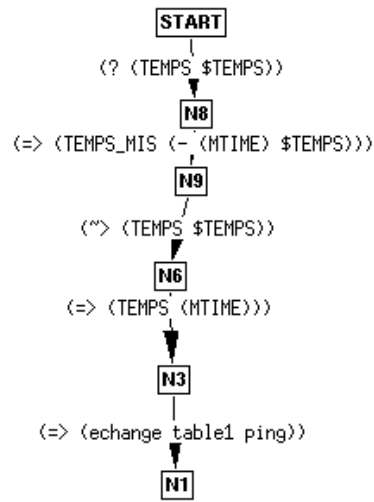 START
(? (TEMPS $TEMPS))
N8
(=> (TEMPS_MIS (- (MTIME) $TEMPS)))
N9
(~> (TEMPS $TEMPS))
N6
(=> (TEMPS (MTIME)))
N3
(=> (echange table1 ping))
N1